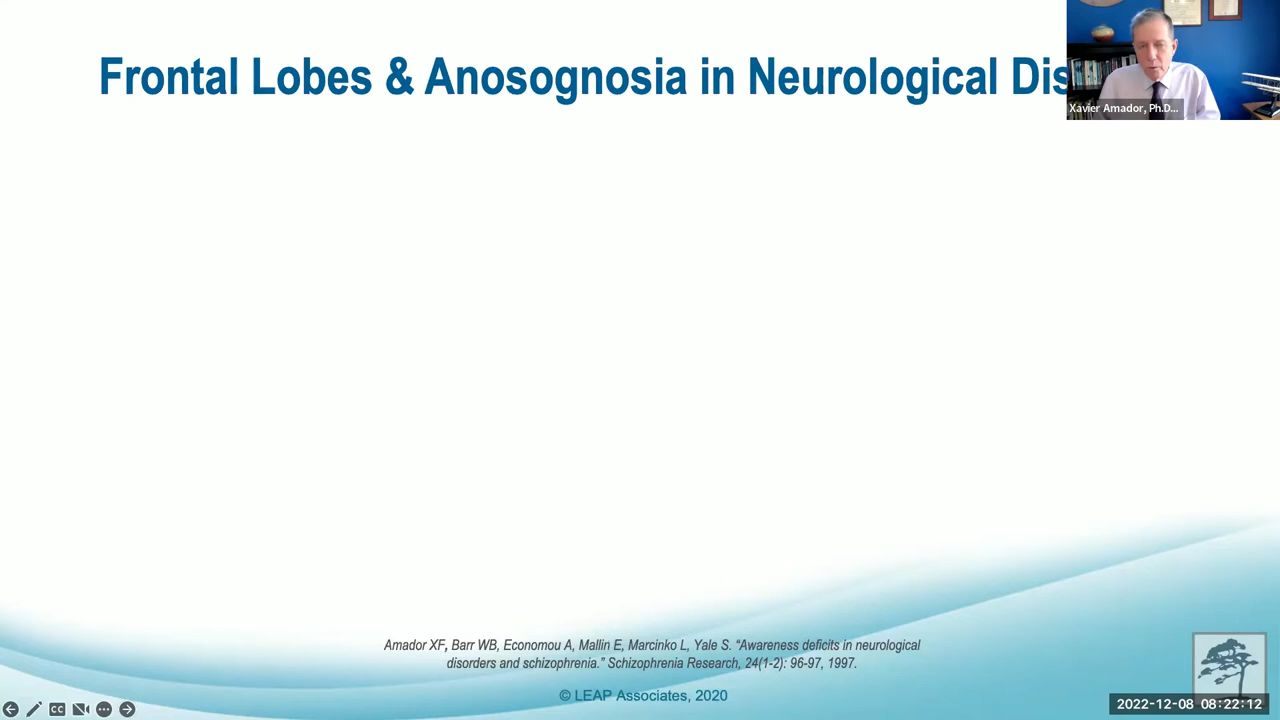 Frontal Lobes & Anosognosia in Neurological Dis
Xavier Amador, Ph.D...
Amador XF, Barr WB, Economou A, Mallin E, Marcinko L, Yale S. “Awareness deficits in neurological
disorders and schizophrenia.” Schizophrenia Research, 24(1-2): 96-97, 1997.
© LEAP Associates, 2020
CC
2022-12-08 08:22:12